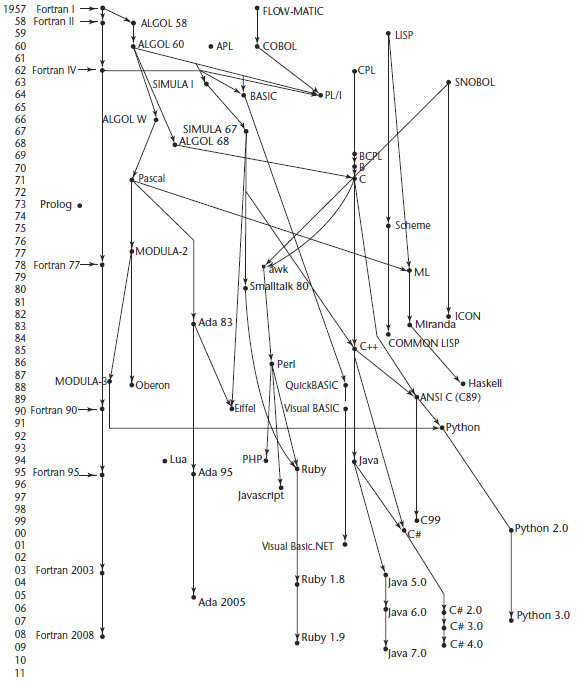 1957 Fortran I
FLOW-MATIC
58 Fortran II
ALGOL 58
59
LISP
60
ALGOL 60
APL
COBOL
61
62 Fortran IV
CPL
63
SIMULA I
SNOBOL
64
BASIC
PL/I
65
66
ALGOL W
67
SIMULA 67
68
ALGOL 68
69
BCPL
70
B
71
Pascal
C
72
73
Prolog
74
75
Scheme
76
77
MODULA-2
78 Fortran 77
awk
ML
79
80
Smalltalk 80
81
82
ICON
83
Ada 83
Miranda
84
COMMON LISP
85
C++
86
Perl
87
MODULA-3
88
Oberon
QuickBASIC
Haskell
89
ANSI C (C89)
90 Fortran 90
Eiffel
Visual BASIC
91
Python
92
93
94
Lua
PHP
Java
95 Fortran 95
Ada 95
Ruby
96
97
Javascript
98
99
C99
00
C#
Python 2.0
01
Visual Basic.NET
02
03 Fortran 2003
04
Ruby 1.8
Java 5.0
05
Ada 2005
06
Java 6.0
C# 2.0
Python 3.0
07
C# 3.0
08 Fortran 2008
Ruby 1.9
09
C# 4.0
Java 7.0
10
11